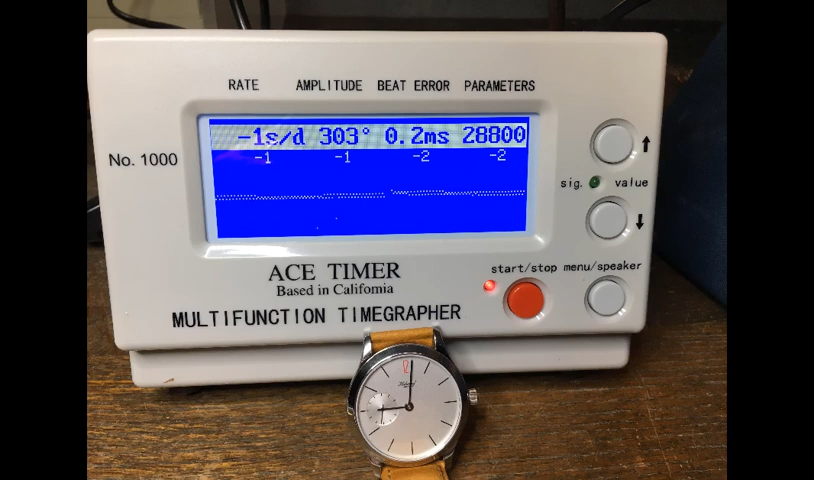 RATE AMPLITUDE BEAT ERROR PARAMETERS
-1s/d 303° 0.2ms 28800
-1 -1 -2 -2
No. 1000
sig. value
start/stop menu/speaker
ACE TIMER
Based in California
MULTIFUNCTION TIMEGRAPHER
12